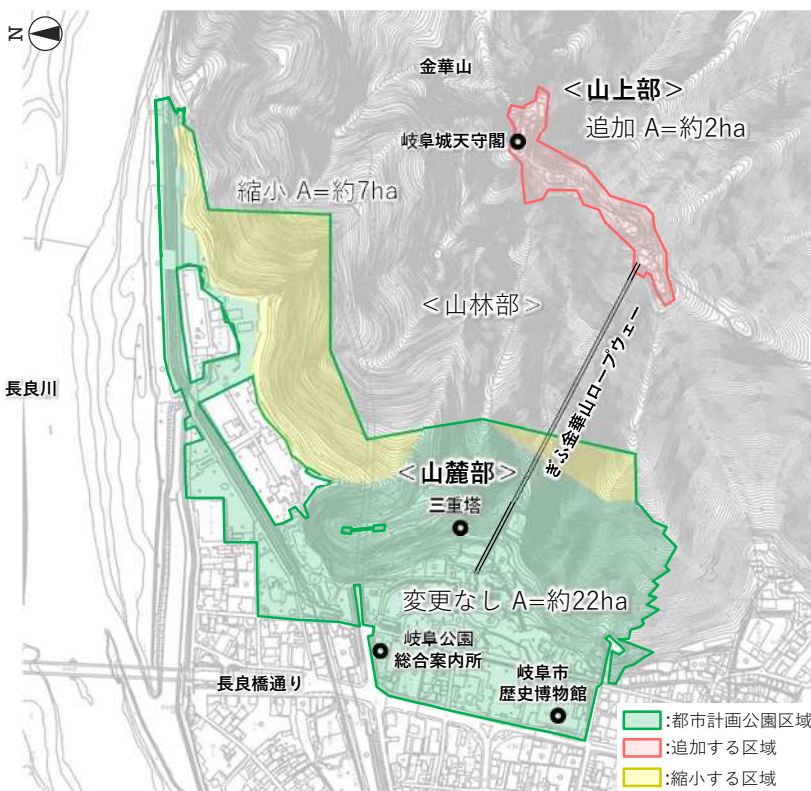 N
金華山
<山上部>
追加 A=約2ha
岐阜城天守閣
縮小 A=約7ha
<山林部>
長良川
ぎふ金華山ロープウェー
<山麓部>
三重塔
変更なし A=約22ha
岐阜公園
総合案内所
長良橋通り
岐阜市
歴史博物館
:都市計画公園区域
:追加する区域
:縮小する区域